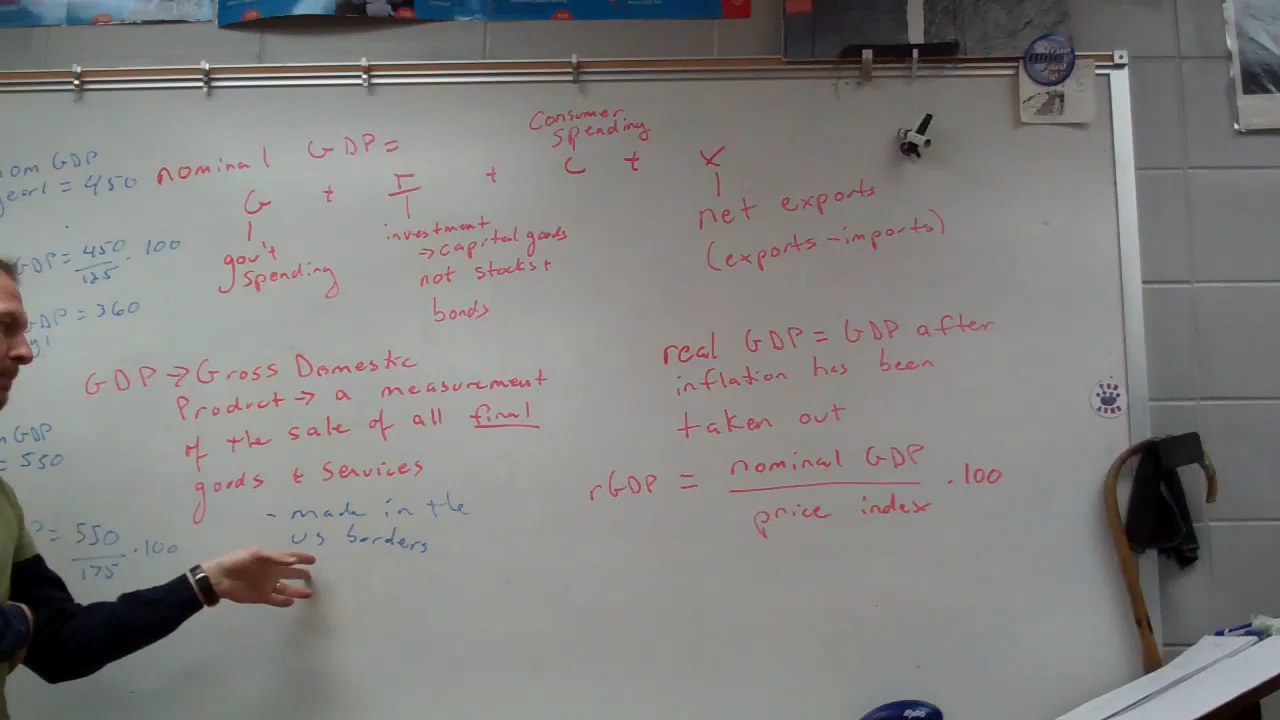 nominal GDP =
G + I + C + X
Consumer
spending
gov't
spending
investment
→ capital goods
not stocks +
bonds
net exports
(exports - imports)
GDP → Gross Domestic
Product → a measurement
of the sale of all final
goods + services
- made in the
US borders
real GDP = GDP after
inflation has been
taken out
rGDP = nominal GDP / price index · 100
om GDP
year 1 = 450
GDP = 450 / 125 · 100
GDP = 360
GDP
= 550
= 550 / 175 · 100